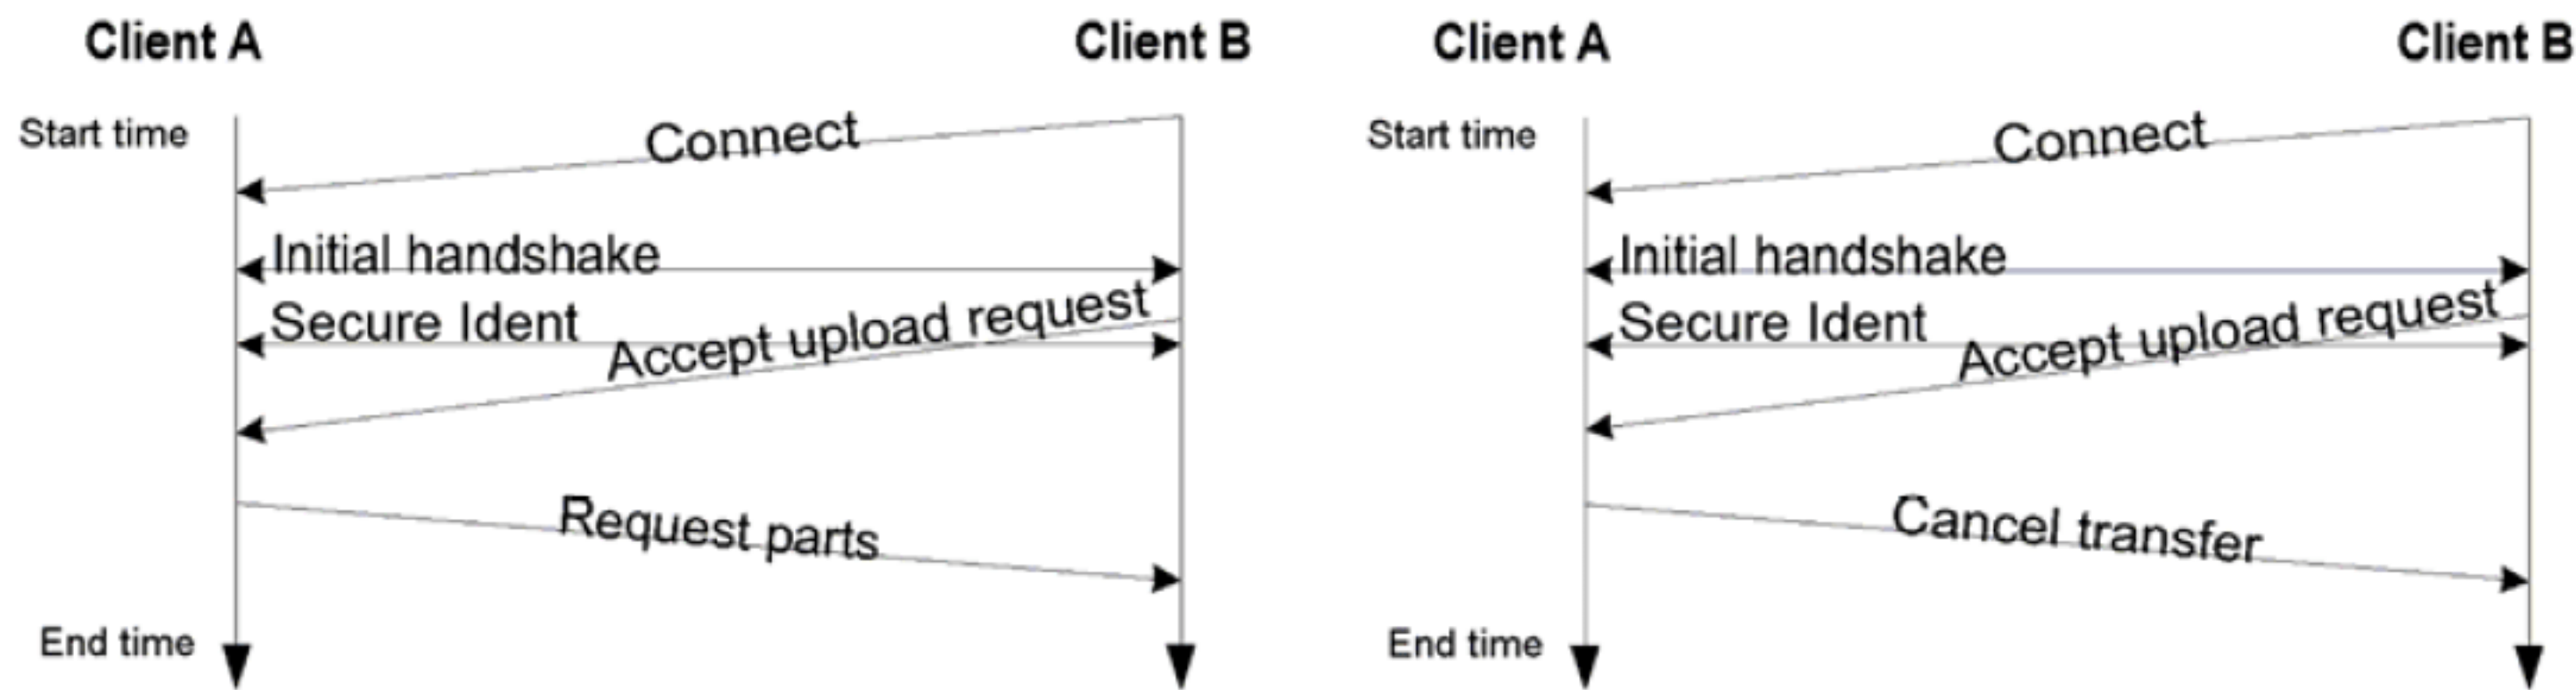 Client A
Client B
Start time
Connect
Initial handshake
Secure Ident
Accept upload request
Request parts
End time
Client A
Client B
Start time
Connect
Initial handshake
Secure Ident
Accept upload request
Cancel transfer
End time